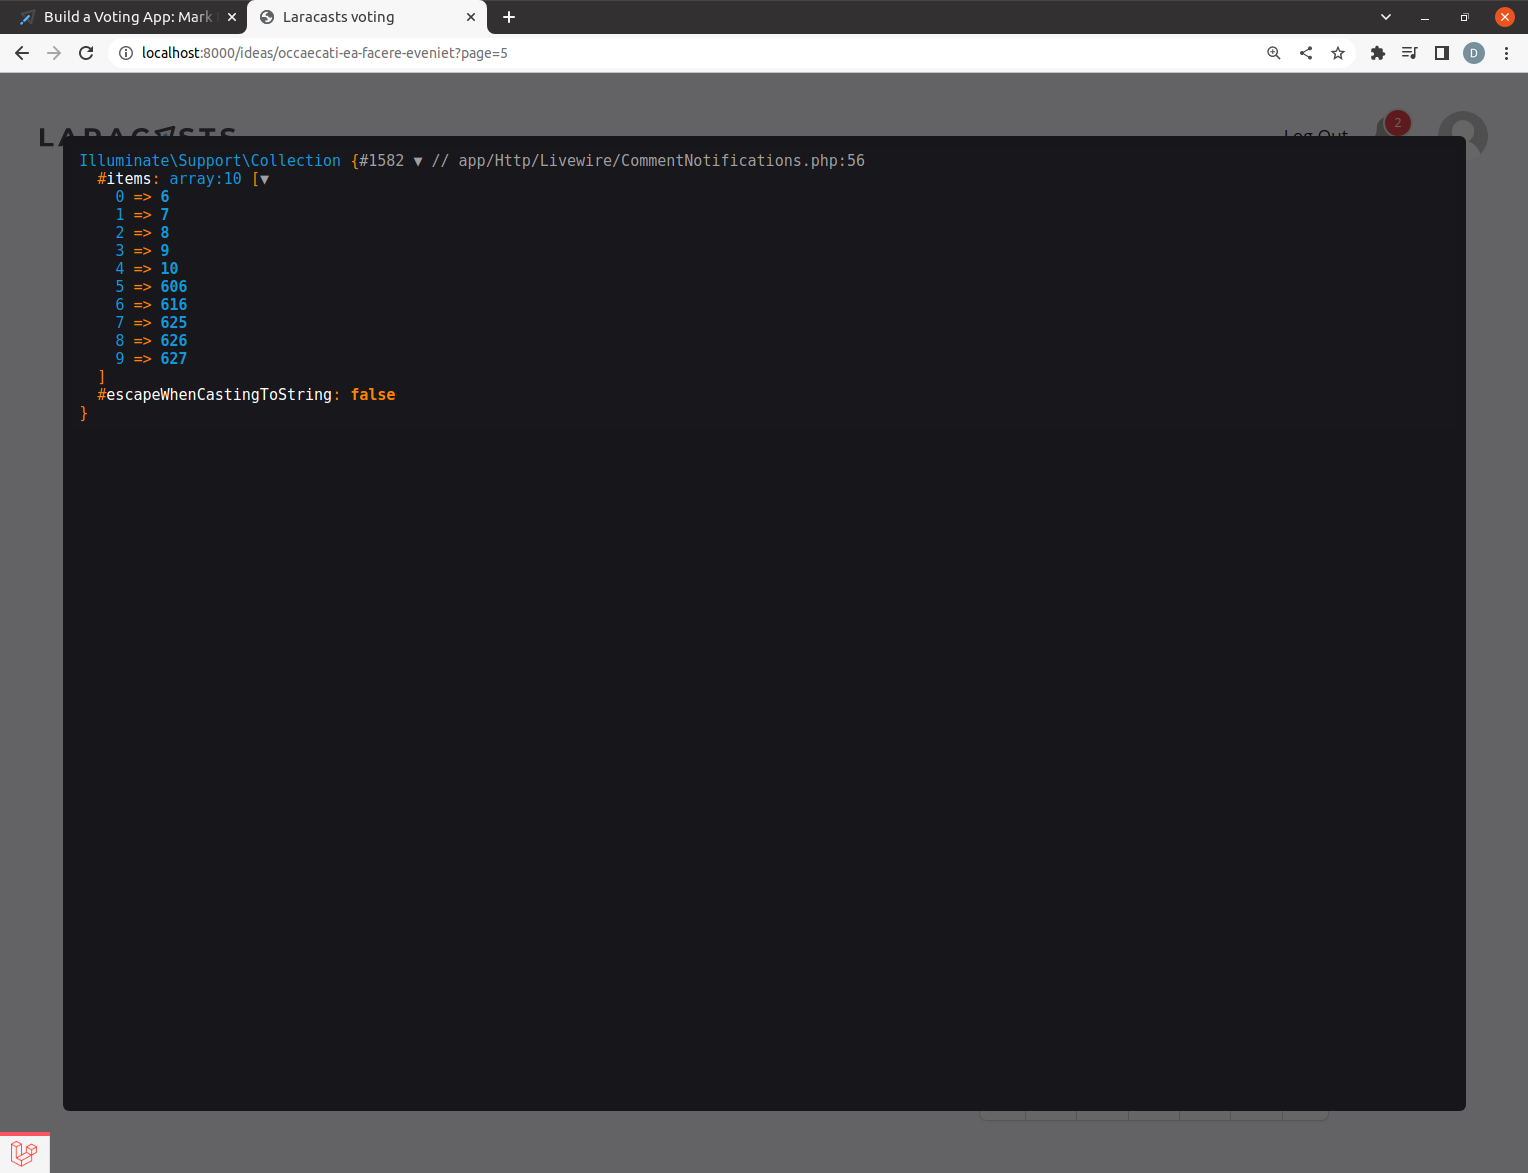 Build a Voting App: Mark
Laracasts voting
localhost:8000/ideas/occaecati-ea-facere-eveniet?page=5
D
LARACASTS
Log Out
2
Illuminate\Support\Collection {#1582 ▼ // app/Http/Livewire/CommentNotifications.php:56
#items: array:10 [▼
0 => 6
1 => 7
2 => 8
3 => 9
4 => 10
5 => 606
6 => 616
7 => 625
8 => 626
9 => 627
]
#escapeWhenCastingToString: false
}